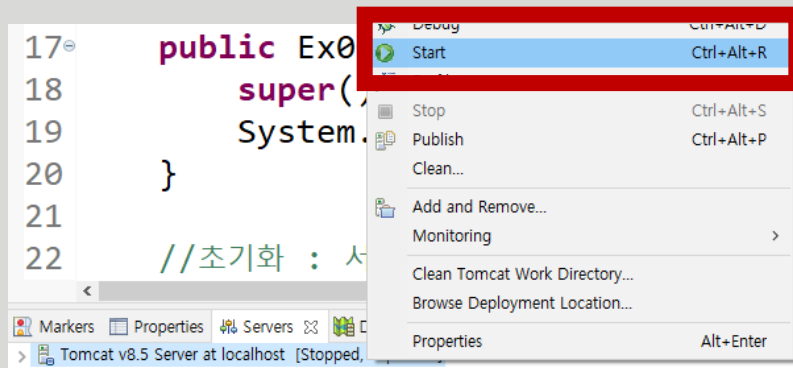 Debug Ctrl+Alt+D
17 public Ex0
Start Ctrl+Alt+R
18 super()
Stop Ctrl+Alt+S
19 System.
Publish Ctrl+Alt+P
20 }
Clean...
21
Add and Remove...
Monitoring
22 //초기화 : 서
Clean Tomcat Work Directory...
Browse Deployment Location...
Markers Properties Servers
Properties Alt+Enter
Tomcat v8.5 Server at localhost [Stopped,